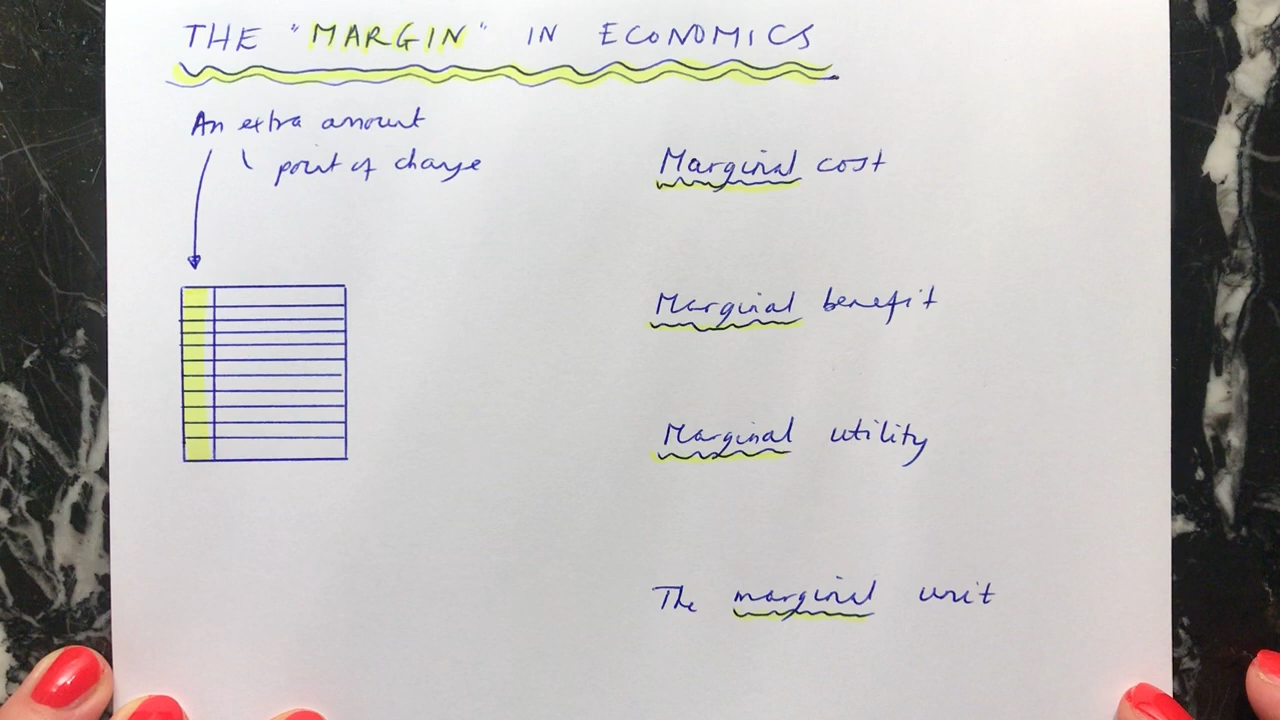 THE "MARGIN" IN ECONOMICS
An extra amount
point of change
Marginal cost
Marginal benefit
Marginal utility
The marginal unit